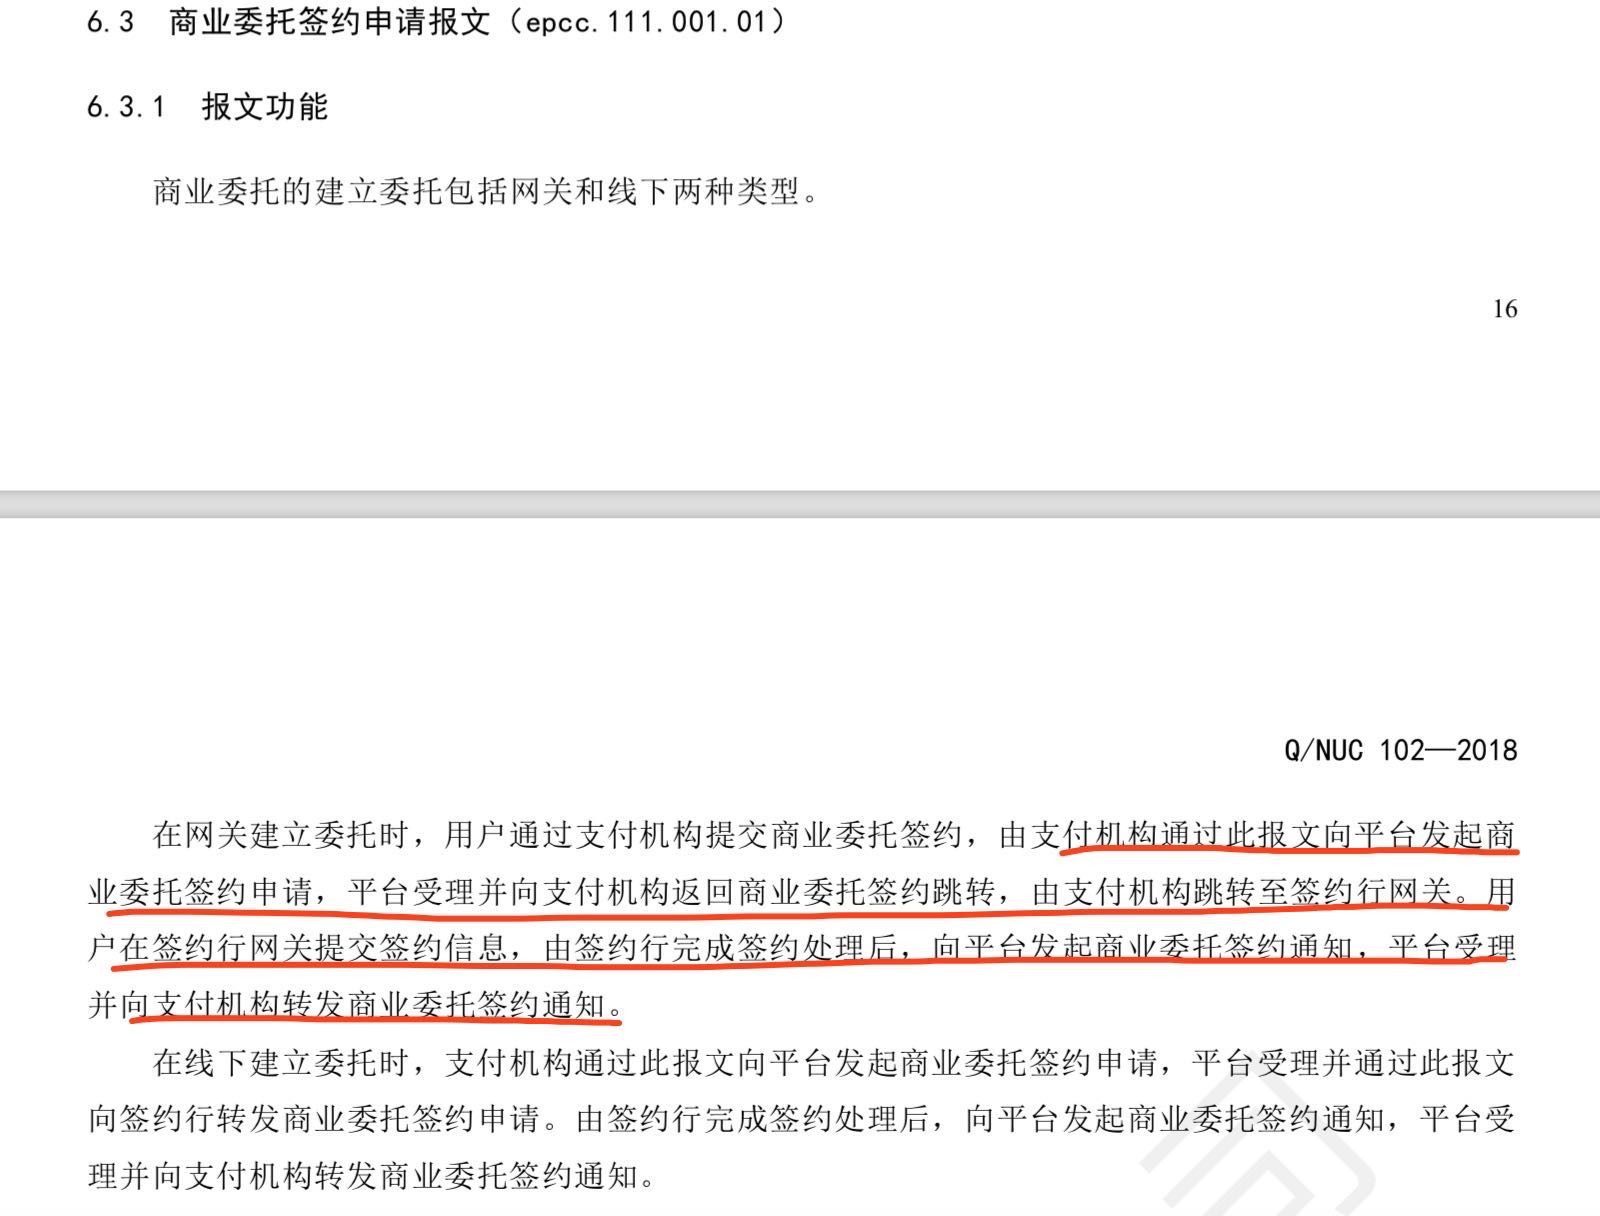 6.3 商业委托签约申请报文（epcc.111.001.01）
6.3.1 报文功能
商业委托的建立委托包括网关和线下两种类型。
16
Q/NUC 102—2018
在网关建立委托时，用户通过支付机构提交商业委托签约，由支付机构通过此报文向平台发起商
业委托签约申请，平台受理并向支付机构返回商业委托签约跳转，由支付机构跳转至签约行网关。用
户在签约行网关提交签约信息，由签约行完成签约处理后，向平台发起商业委托签约通知，平台受理
并向支付机构转发商业委托签约通知。
在线下建立委托时，支付机构通过此报文向平台发起商业委托签约申请，平台受理并通过此报文
向签约行转发商业委托签约申请。由签约行完成签约处理后，向平台发起商业委托签约通知，平台受
理并向支付机构转发商业委托签约通知。